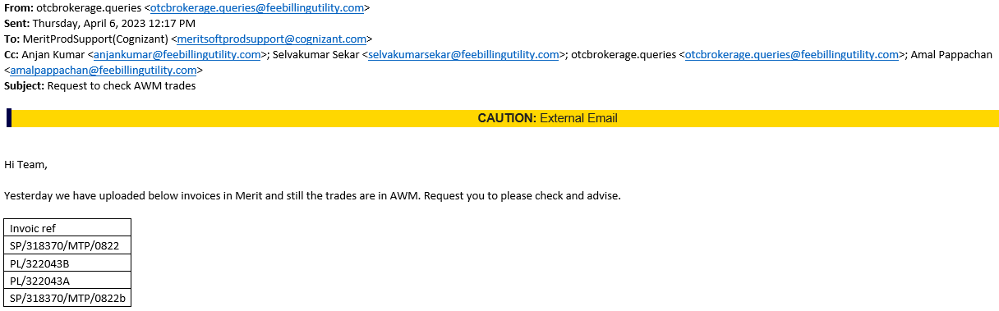 From: otcbrokerage.queries <otcbrokerage.queries@feebillingutility.com>
Sent: Thursday, April 6, 2023 12:17 PM
To: MeritProdSupport(Cognizant) <meritsoftprodsupport@cognizant.com>
Cc: Anjan Kumar <anjankumar@feebillingutility.com>; Selvakumar Sekar <selvakumarsekar@feebillingutility.com>; otcbrokerage.queries <otcbrokerage.queries@feebillingutility.com>; Amal Pappachan
<amalpappachan@feebillingutility.com>
Subject: Request to check AWM trades
CAUTION: External Email
Hi Team,
Yesterday we have uploaded below invoices in Merit and still the trades are in AWM. Request you to please check and advise.
Invoic ref
SP/318370/MTP/0822
PL/322043B
PL/322043A
SP/318370/MTP/0822b